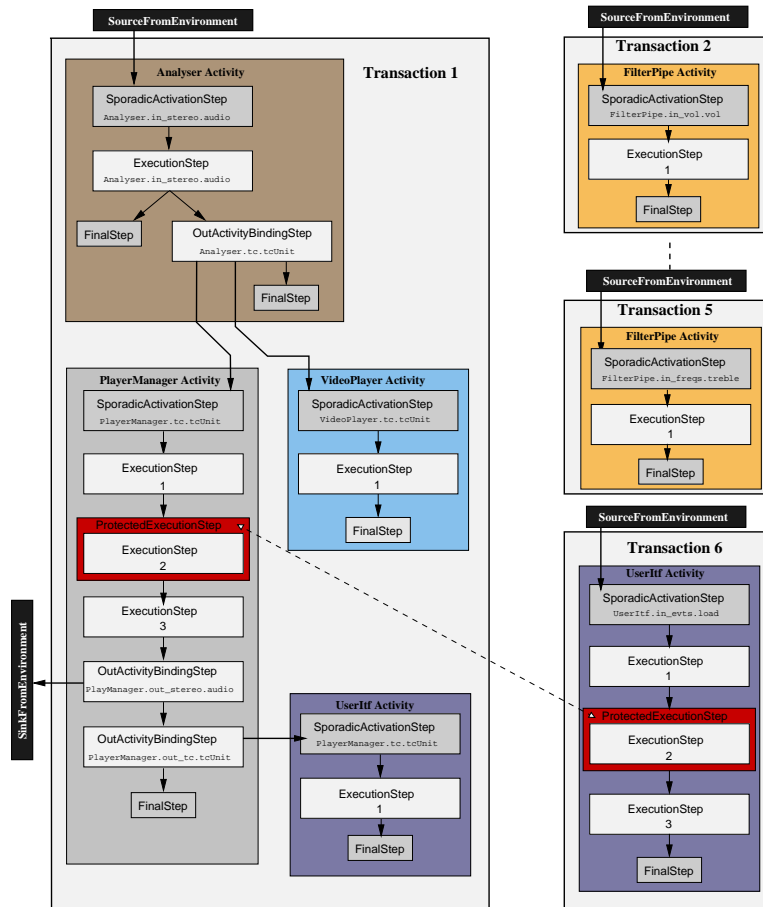 SourceFromEnvironment
Transaction 1
Analyser Activity
SporadicActivationStep
Analyser.in_stereo.audio
ExecutionStep
Analyser.in_stereo.audio
FinalStep
OutActivityBindingStep
Analyser.tc.tcUnit
FinalStep
PlayerManager Activity
SporadicActivationStep
PlayerManager.tc.tcUnit
ExecutionStep
1
ProtectedExecutionStep
ExecutionStep
2
ExecutionStep
3
OutActivityBindingStep
PlayManager.out_stereo.audio
OutActivityBindingStep
PlayerManager.out_tc.tcUnit
FinalStep
SinkFromEnvironment
VideoPlayer Activity
SporadicActivationStep
VideoPlayer.tc.tcUnit
ExecutionStep
1
FinalStep
UserItf Activity
SporadicActivationStep
PlayerManager.tc.tcUnit
ExecutionStep
1
FinalStep
SourceFromEnvironment
Transaction 2
FilterPipe Activity
SporadicActivationStep
FilterPipe.in_vol.vol
ExecutionStep
1
FinalStep
SourceFromEnvironment
Transaction 5
FilterPipe Activity
SporadicActivationStep
FilterPipe.in_freqs.treble
ExecutionStep
1
FinalStep
SourceFromEnvironment
Transaction 6
UserItf Activity
SporadicActivationStep
UserItf.in_evts.load
ExecutionStep
1
ProtectedExecutionStep
ExecutionStep
2
ExecutionStep
3
FinalStep